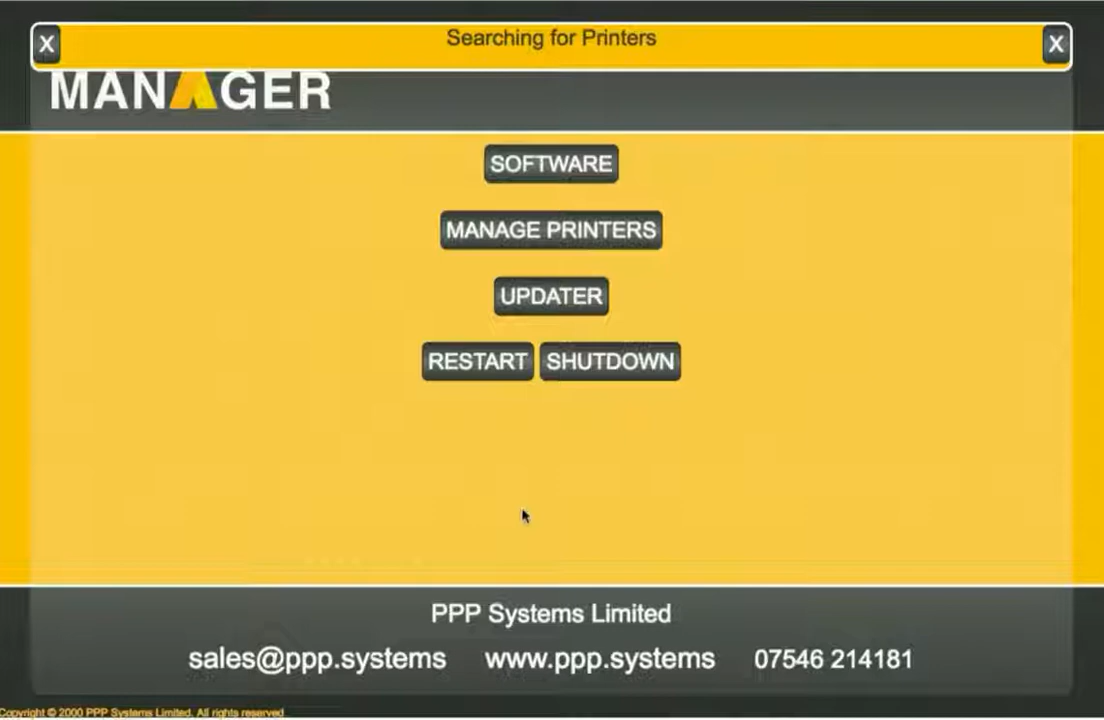 X Searching for Printers X
MANAGER
SOFTWARE
MANAGE PRINTERS
UPDATER
RESTART SHUTDOWN
PPP Systems Limited
sales@ppp.systems www.ppp.systems 07546 214181
Copyright © 2000 PPP Systems Limited. All rights reserved